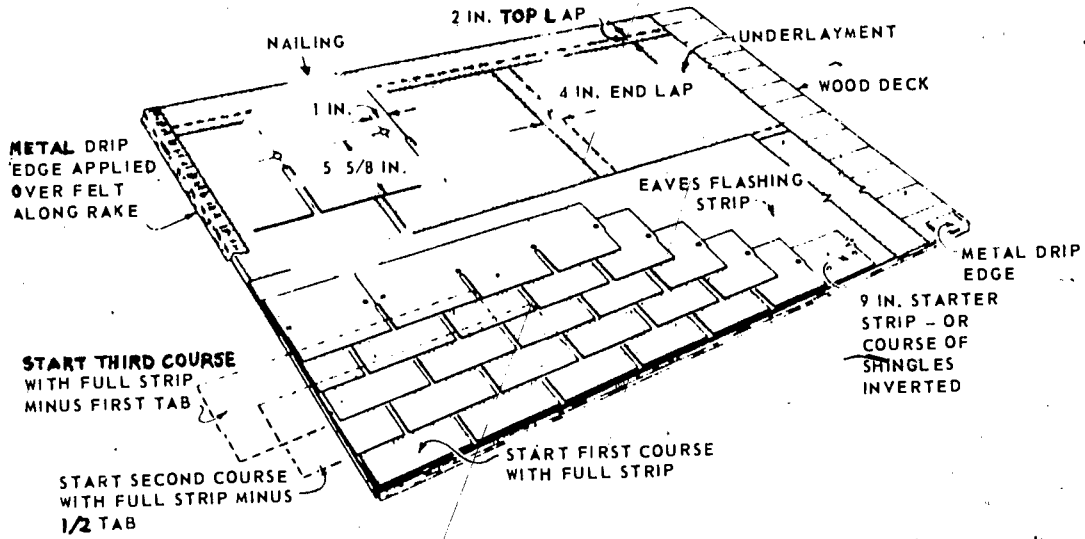 2 IN. TOP LAP
NAILING
UNDERLAYMENT
1 IN.
4 IN. END LAP
WOOD DECK
METAL DRIP
EDGE APPLIED
OVER FELT
ALONG RAKE
5 5/8 IN.
EAVES FLASHING
STRIP
METAL DRIP
EDGE
9 IN. STARTER
STRIP - OR
COURSE OF
SHINGLES
INVERTED
START THIRD COURSE
WITH FULL STRIP
MINUS FIRST TAB
START FIRST COURSE
WITH FULL STRIP
START SECOND COURSE
WITH FULL STRIP MINUS
1/2 TAB